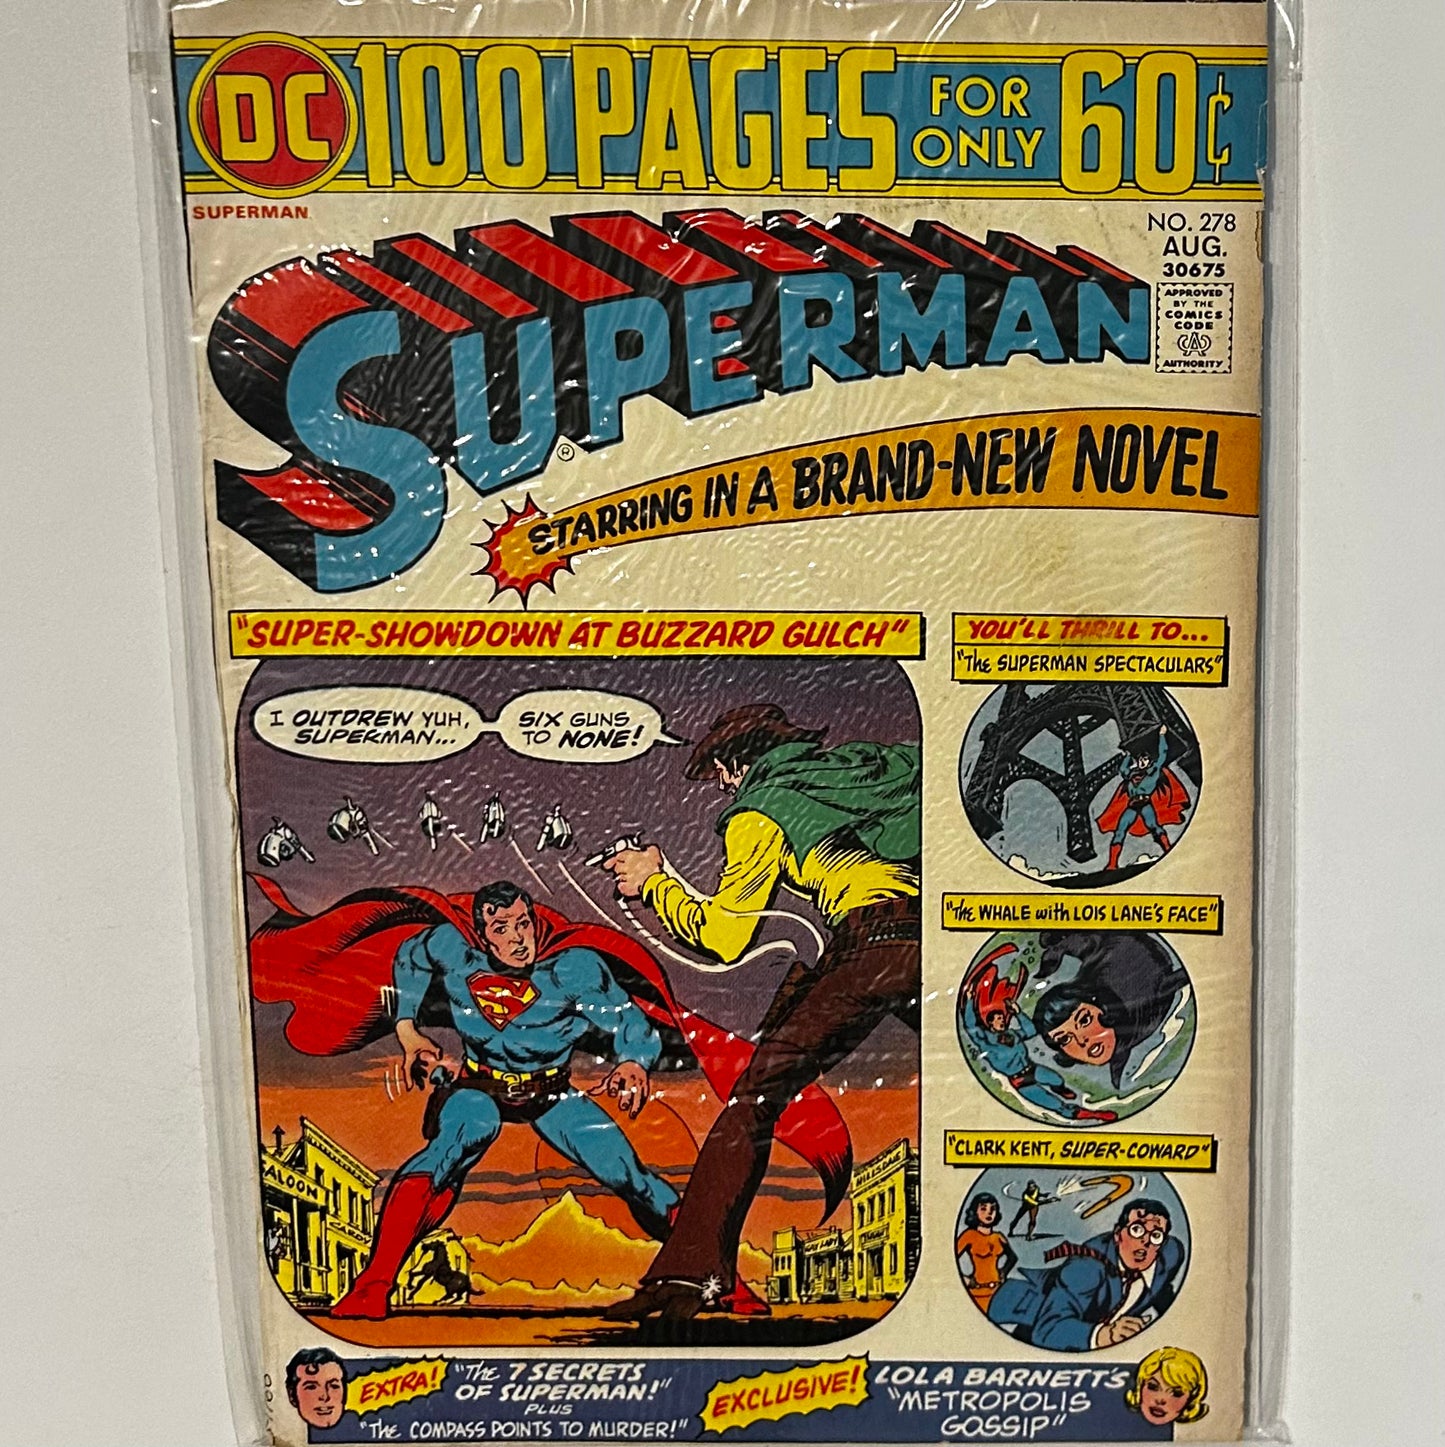 DC 100 PAGES FOR ONLY 60¢
SUPERMAN
NO. 278
AUG.
30675
APPROVED
BY THE
COMICS
CODE
CA
AUTHORITY
SUPERMAN
®
STARRING IN A BRAND-NEW NOVEL
"SUPER-SHOWDOWN AT BUZZARD GULCH"
I OUTDREW YUH,
SUPERMAN...
SIX GUNS
TO NONE!
ALOON
HILLSDALE
YOU'LL THRILL TO...
"The SUPERMAN SPECTACULARS"
"The WHALE with LOIS LANE'S FACE"
"CLARK KENT, SUPER-COWARD"
EXTRA!
"The 7 SECRETS
OF SUPERMAN!"
PLUS
"The COMPASS POINTS TO MURDER!"
EXCLUSIVE!
LOLA BARNETT'S
"METROPOLIS
GOSSIP"